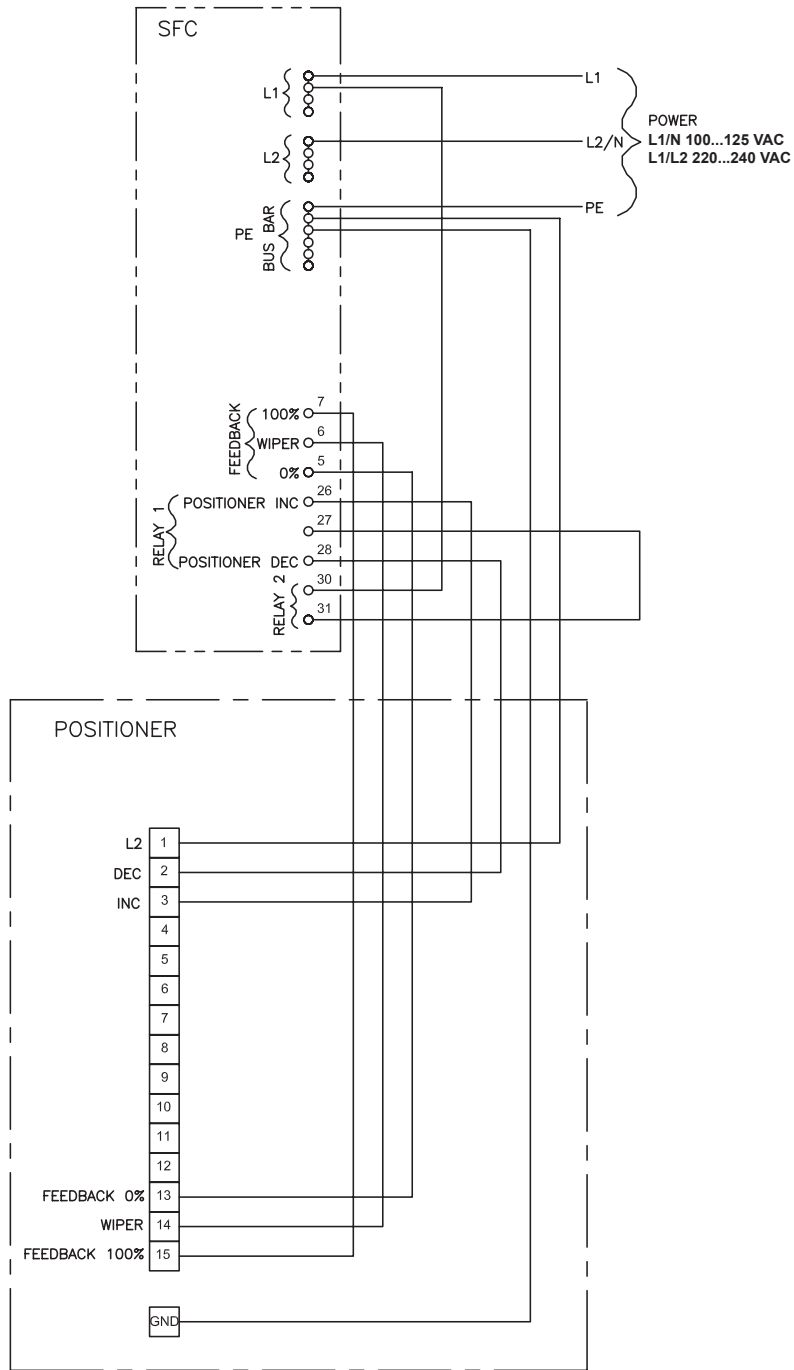 SFC
L1
L1
L2
L2/N
POWER
L1/N 100...125 VAC
L1/L2 220...240 VAC
PE
BUS BAR
PE
FEEDBACK
100%
7
WIPER
6
0%
5
RELAY 1
POSITIONER INC
26
27
POSITIONER DEC
28
RELAY 2
30
31
POSITIONER
L2 1
DEC 2
INC 3
4
5
6
7
8
9
10
11
12
FEEDBACK 0% 13
WIPER 14
FEEDBACK 100% 15
GND